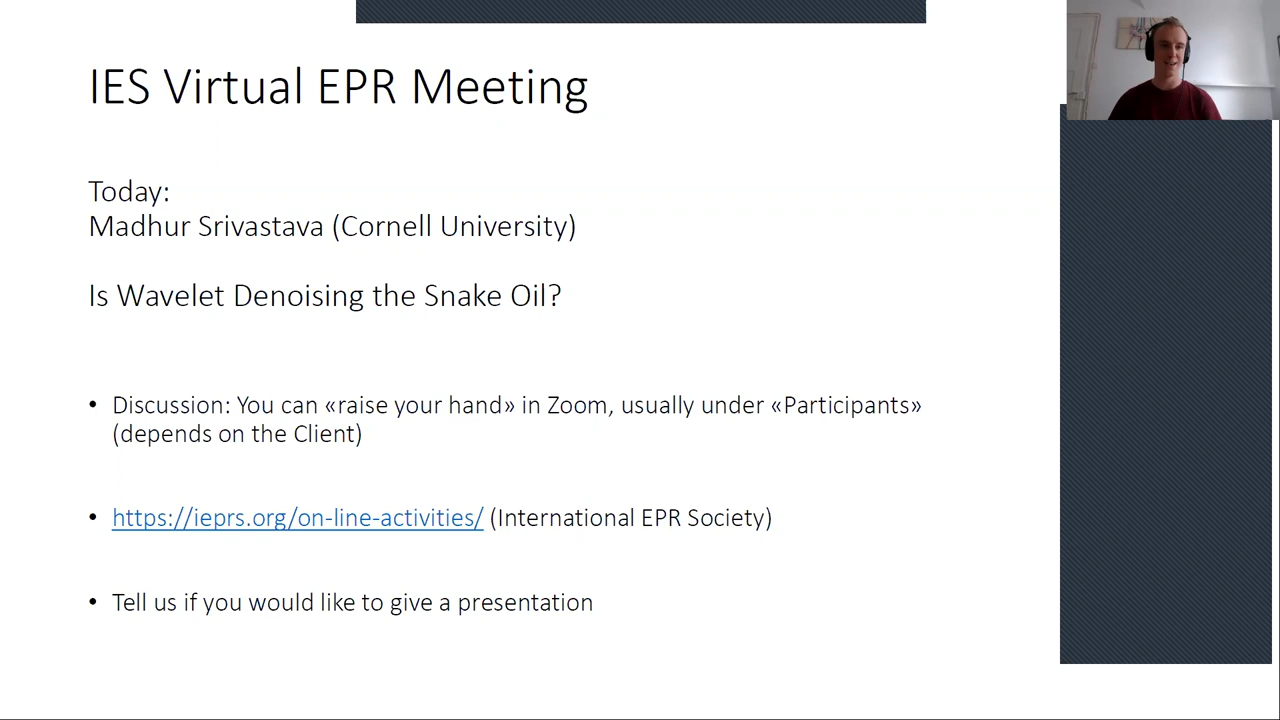 IES Virtual EPR Meeting
Today:
Madhur Srivastava (Cornell University)
Is Wavelet Denoising the Snake Oil?
• Discussion: You can «raise your hand» in Zoom, usually under «Participants»
(depends on the Client)
• https://ieprs.org/on-line-activities/ (International EPR Society)
• Tell us if you would like to give a presentation